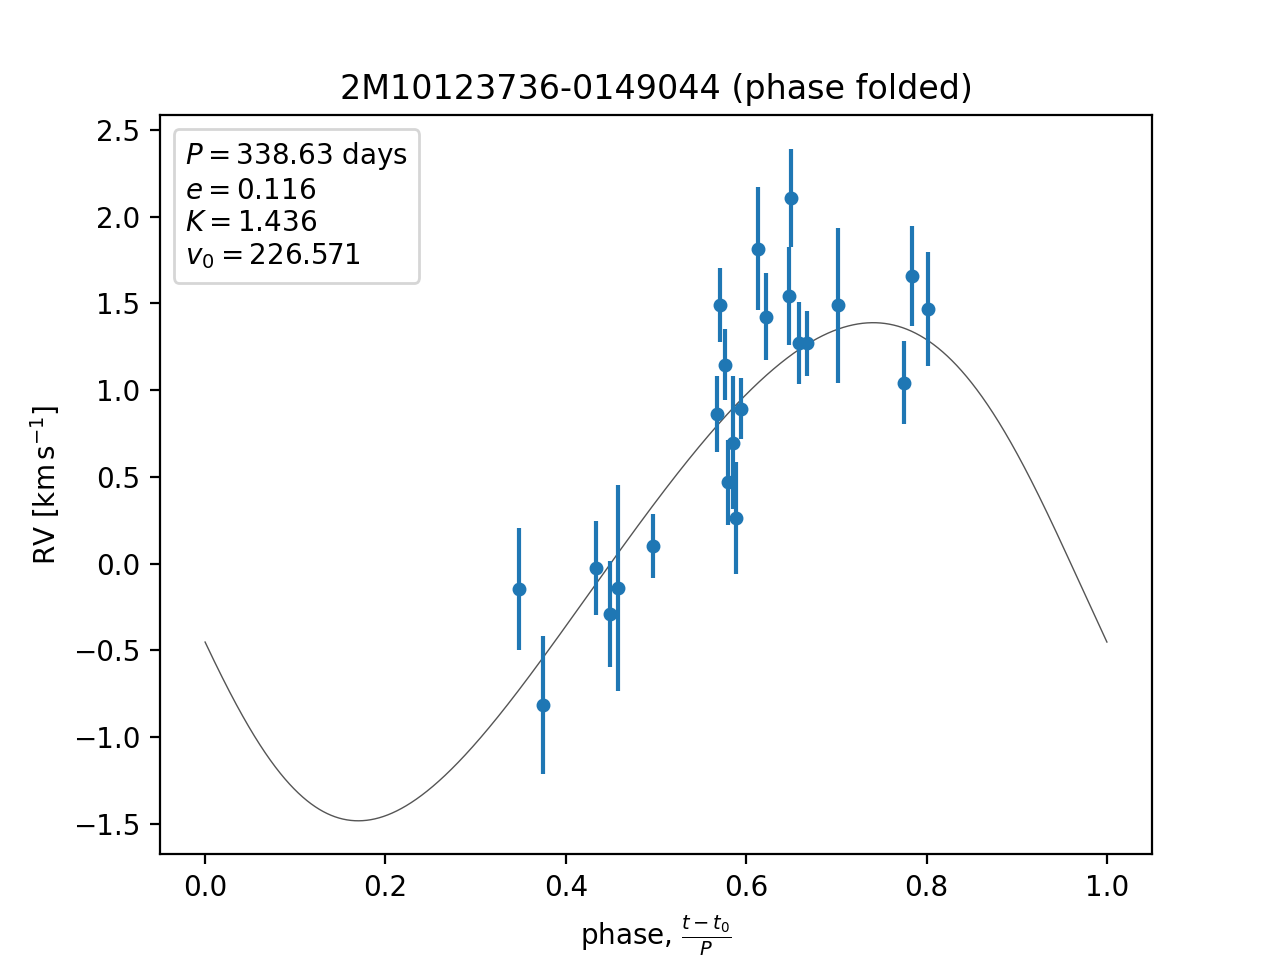 2M10123736-0149044 (phase folded)
P = 338.63 days
e = 0.116
K = 1.436
v₀ = 226.571
2.5
2.0
1.5
1.0
0.5
0.0
−0.5
−1.0
−1.5
RV [km s⁻¹]
0.0 0.2 0.4 0.6 0.8 1.0
phase, (t − t₀)/P